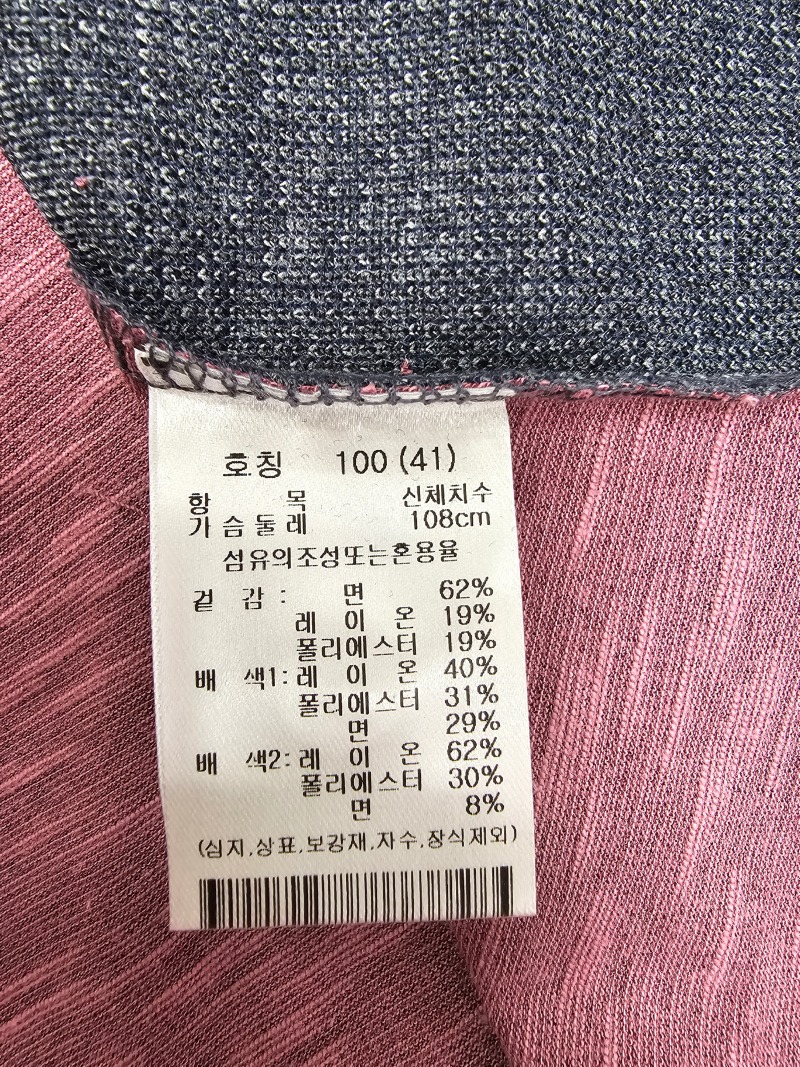 호칭 100 (41)
항 목 신체치수
가슴둘레 108cm
섬유의조성또는혼용율
겉 감 : 면 62%
레 이 온 19%
폴리에스터 19%
배 색1: 레 이 온 40%
폴리에스터 31%
면 29%
배 색2: 레 이 온 62%
폴리에스터 30%
면 8%
(심지,상표,보강재,자수,장식제외)